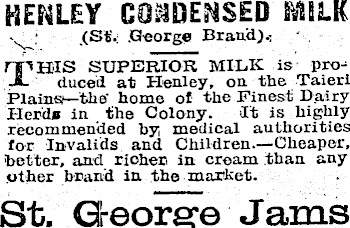 HENLEY CONDENSED MILK
(St. George Brand).
THIS SUPERIOR MILK is pro-
duced at Henley, on the Taieri
Plains—the home of the Finest Dairy
Herds in the Colony. It is highly
recommended by medical authorities
for Invalids and Children.—Cheaper,
better, and richer in cream than any
other brand in the market.
St. George Jams